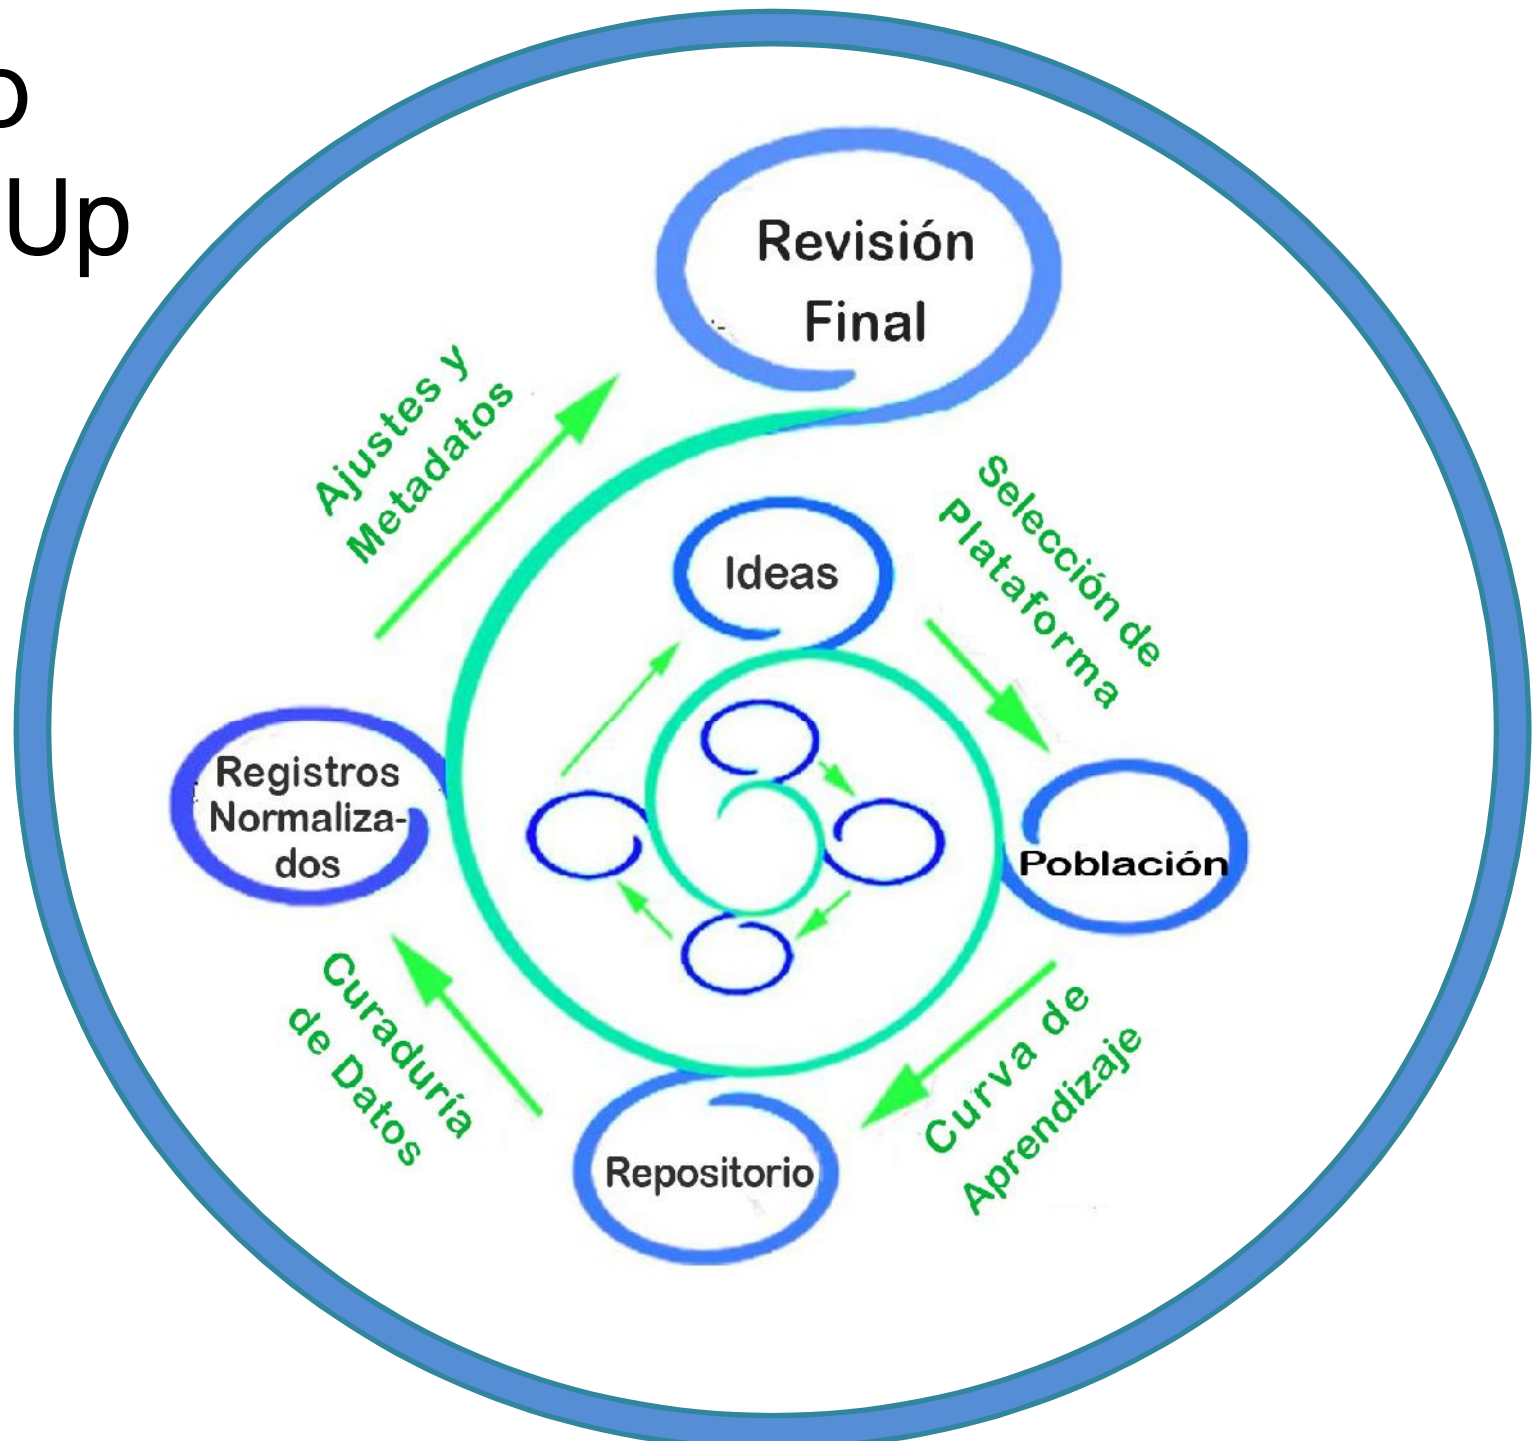 o
Up
Revisión
Final
Ajustes y
Metadatos
Selección de
Plataforma
Ideas
Registros
Normaliza-
dos
Población
Curaduría
de Datos
Curva de
Aprendizaje
Repositorio